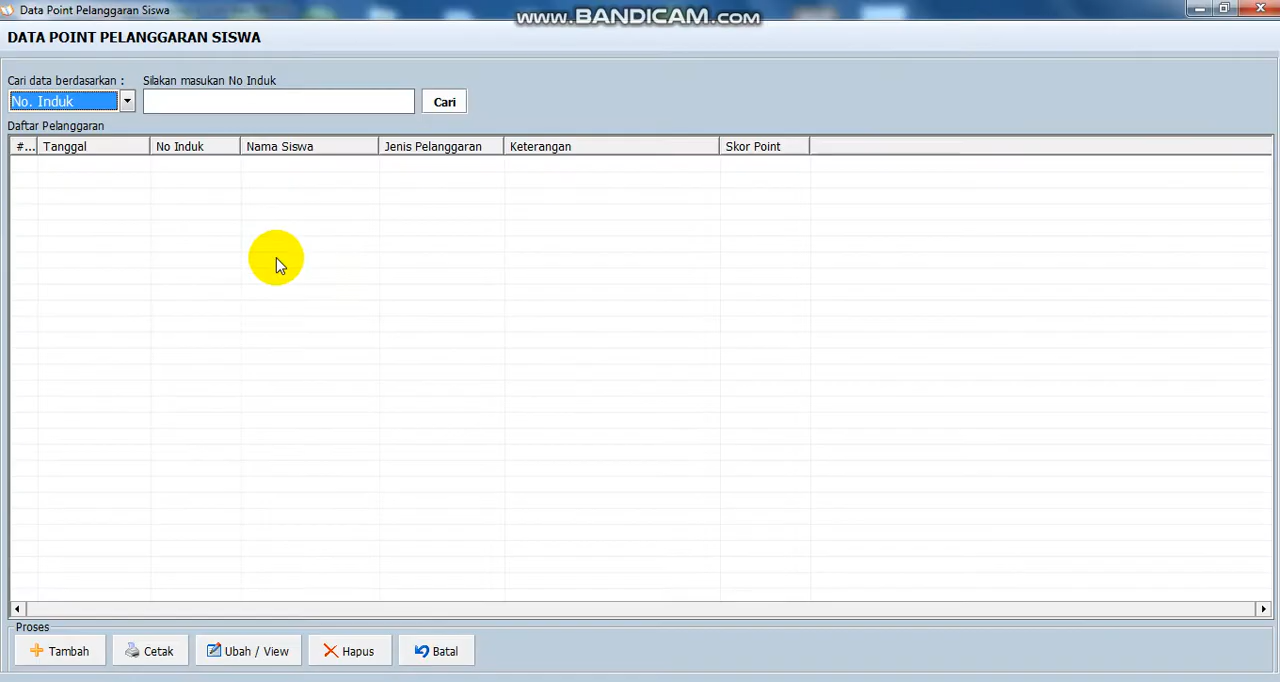 Data Point Pelanggaran Siswa
www.BANDICAM.com
DATA POINT PELANGGARAN SISWA
Cari data berdasarkan :
Silakan masukan No Induk
No. Induk
Cari
Daftar Pelanggaran
#...
Tanggal
No Induk
Nama Siswa
Jenis Pelanggaran
Keterangan
Skor Point
Proses
Tambah
Cetak
Ubah / View
Hapus
Batal